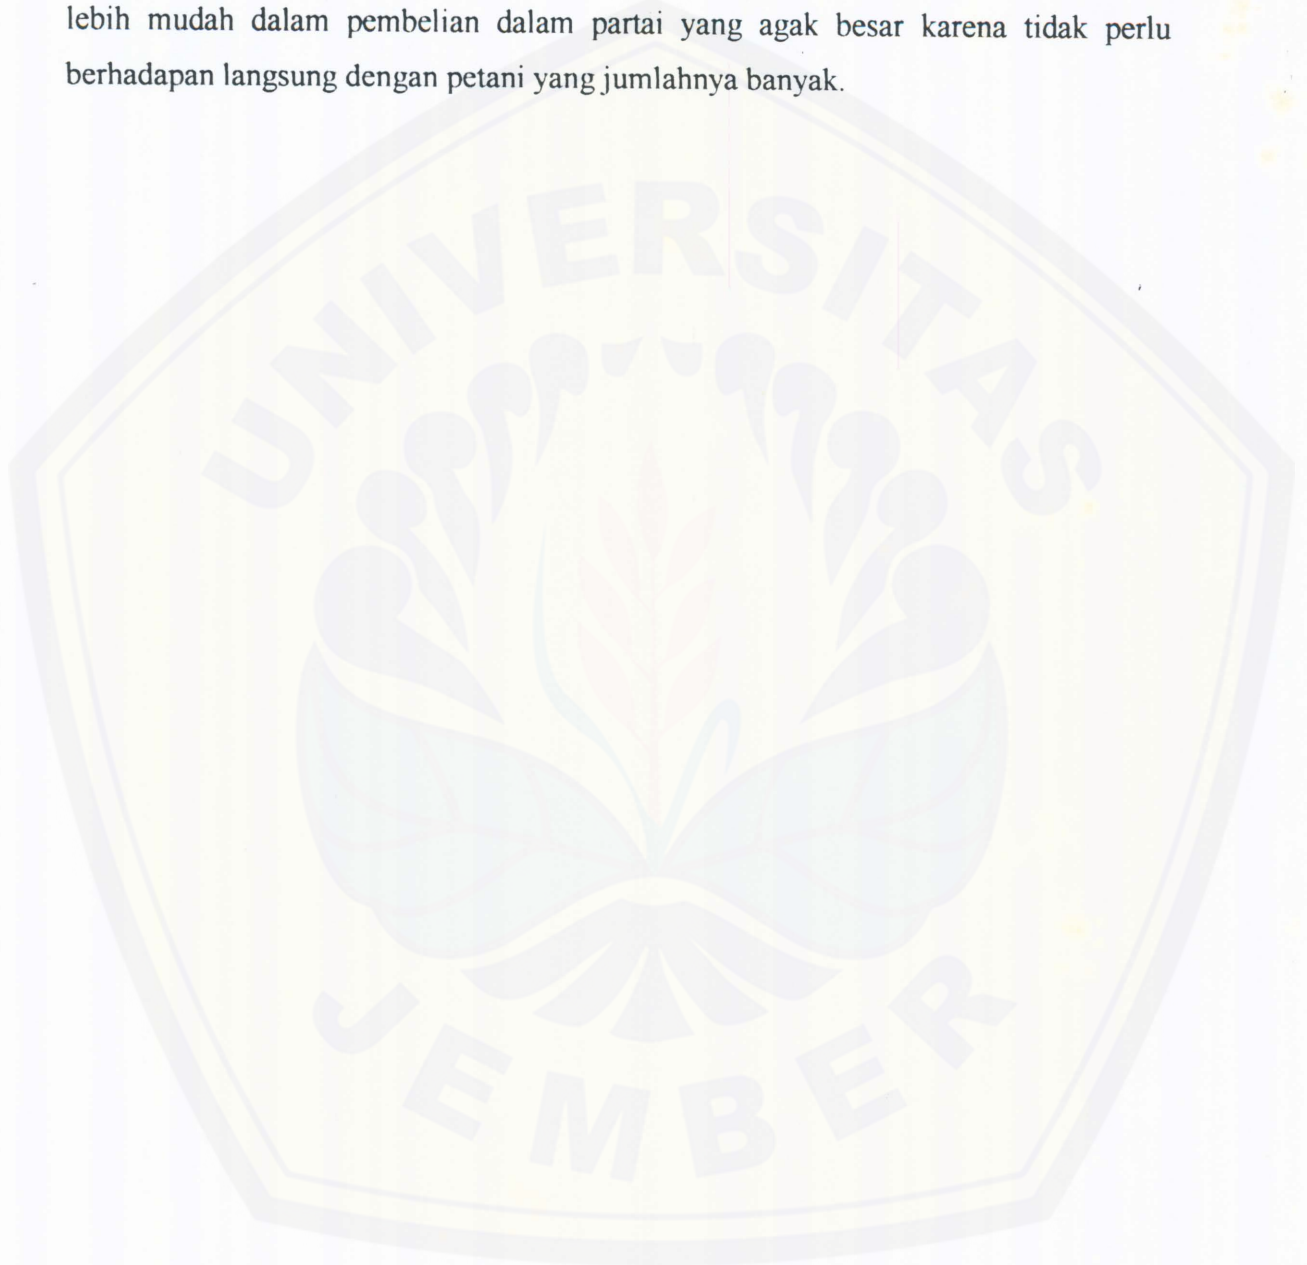 lebih mudah dalam pembelian dalam partai yang agak besar karena tidak perlu
berhadapan langsung dengan petani yang jumlahnya banyak.
UNIVERSITAS
JEMBER